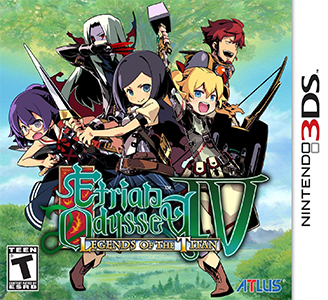 NINTENDO 3DS
Etrian
Odyssey IV
LEGENDS OF THE TITAN
TEEN
T
ESRB
ATLUS